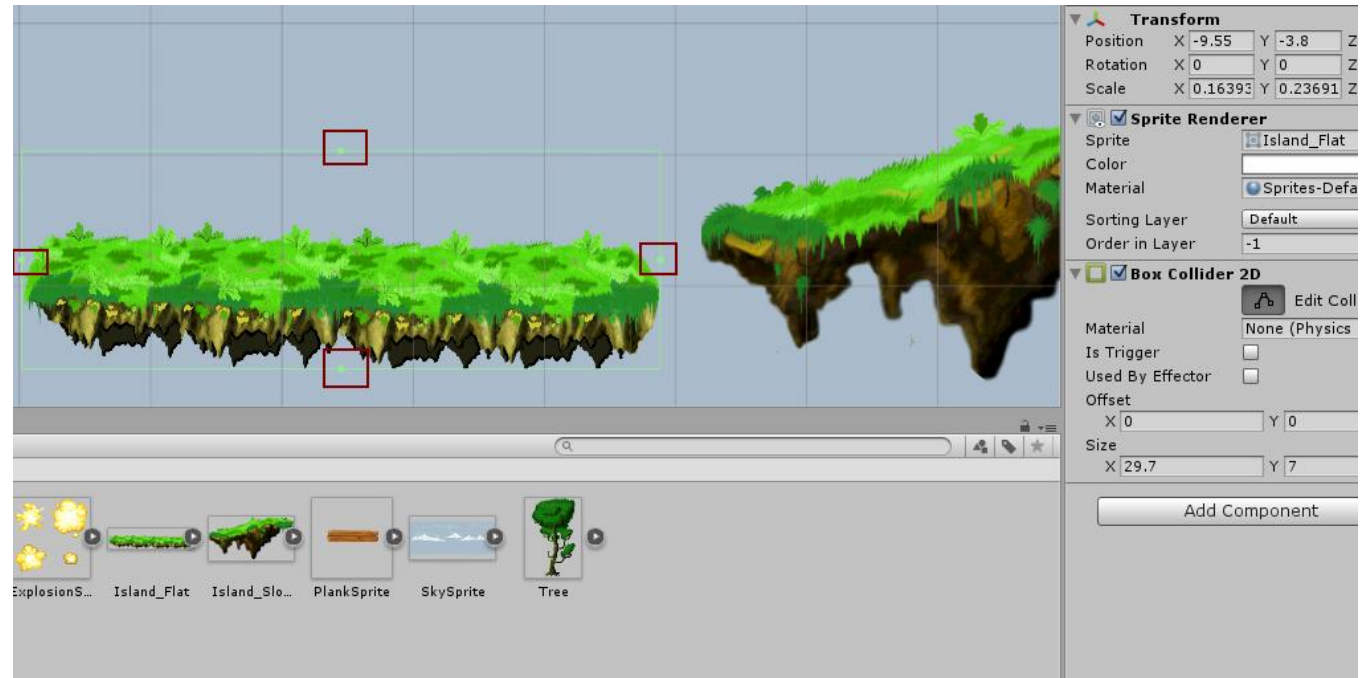 Transform
Position X -9.55 Y -3.8 Z
Rotation X 0 Y 0 Z
Scale X 0.16393 Y 0.23691 Z
Sprite Renderer
Sprite Island_Flat
Color
Material Sprites-Defa
Sorting Layer Default
Order in Layer -1
Box Collider 2D
Edit Coll
Material None (Physics
Is Trigger
Used By Effector
Offset
X 0 Y 0
Size
X 29.7 Y 7
Add Component
ExplosionS... Island_Flat Island_Slo... PlankSprite SkySprite Tree